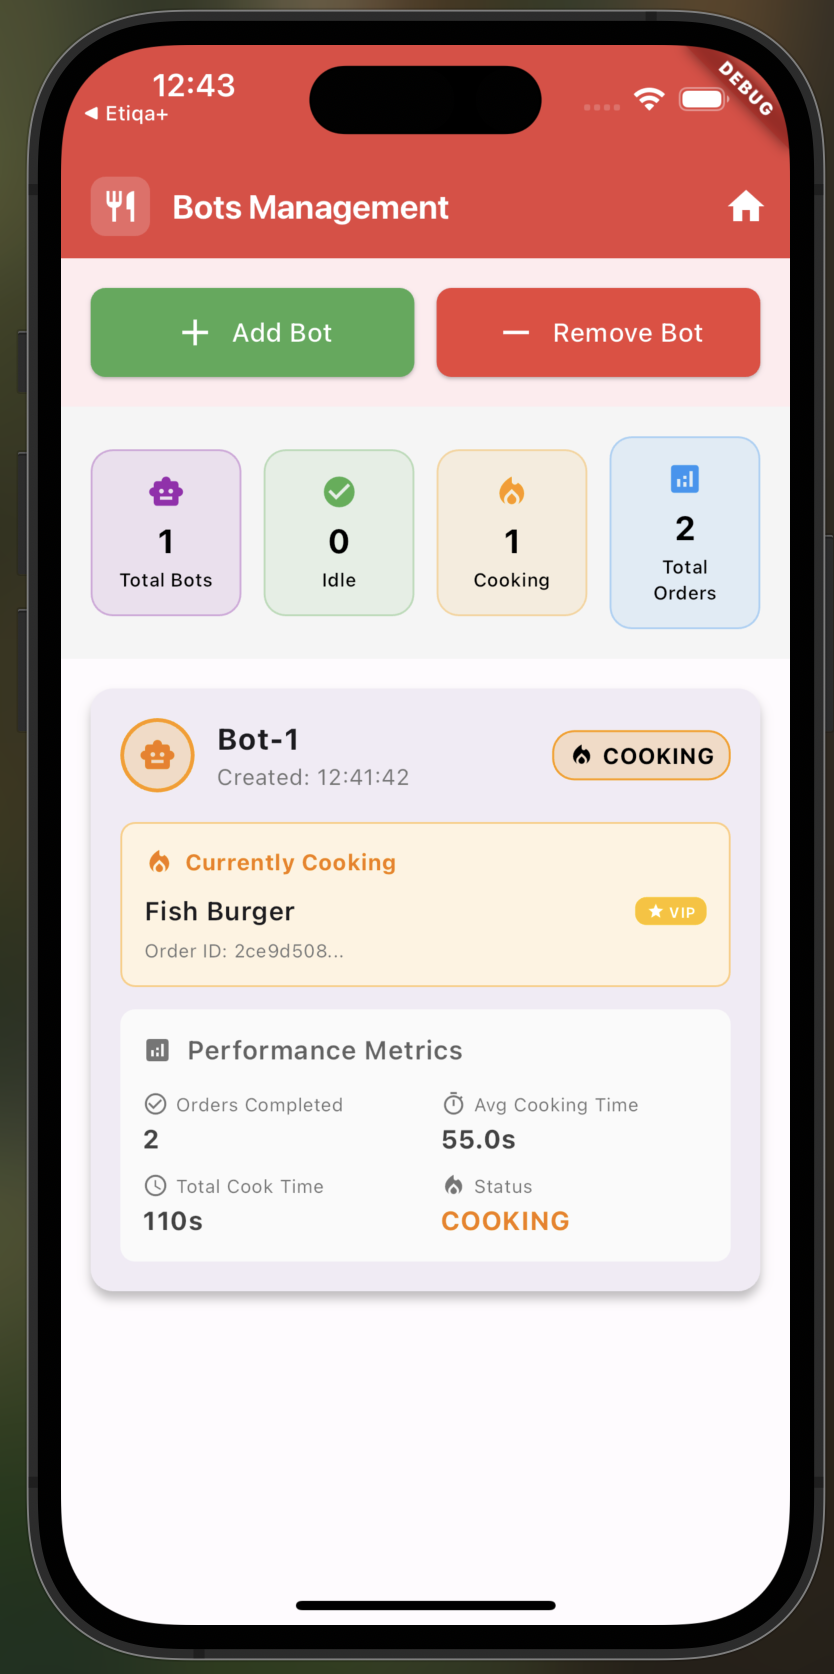 12:43
DEBUG
◀ Etiqa+
Bots Management
Add Bot
Remove Bot
1
Total Bots
0
Idle
1
Cooking
2
Total
Orders
Bot-1
Created: 12:41:42
COOKING
Currently Cooking
Fish Burger
VIP
Order ID: 2ce9d508...
Performance Metrics
Orders Completed
2
Avg Cooking Time
55.0s
Total Cook Time
110s
Status
COOKING